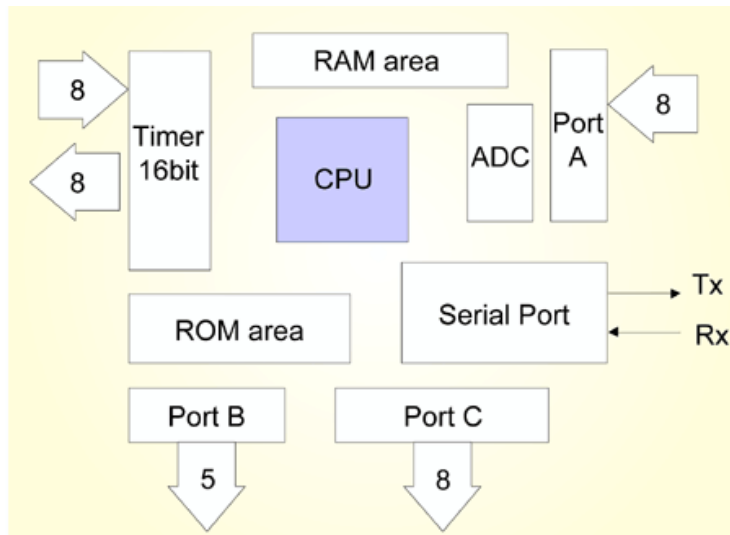 RAM area
8
Timer
16bit
8
CPU
ADC
Port
A
8
Serial Port
Tx
Rx
ROM area
Port B
Port C
5
8